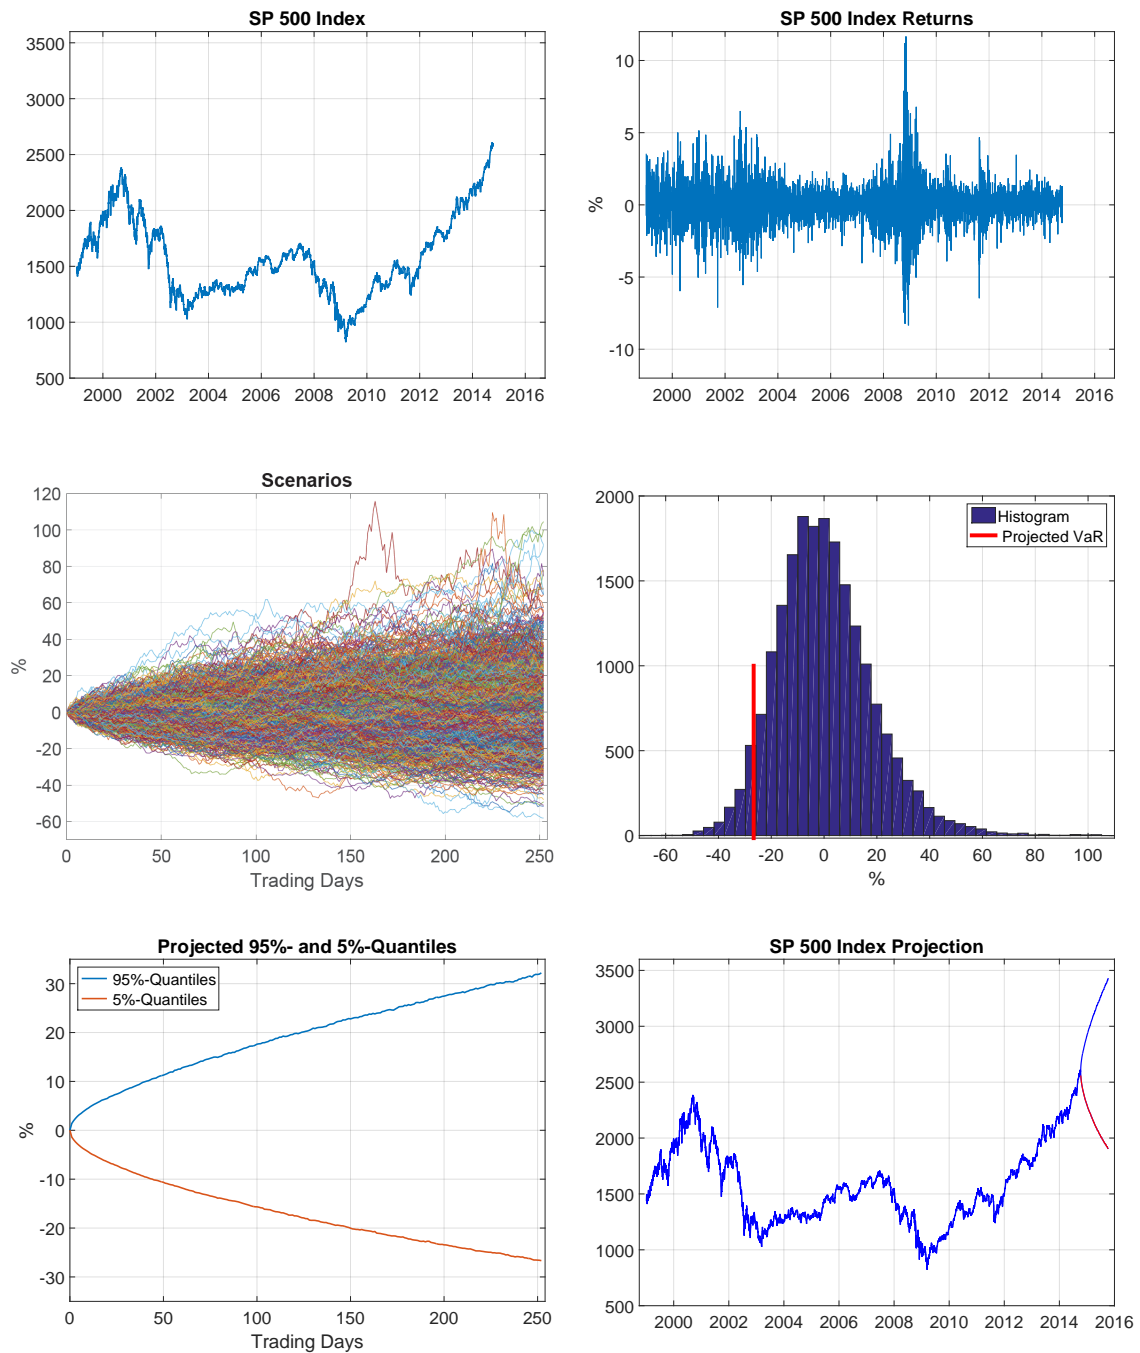 SP 500 Index
3500
3000
2500
2000
1500
1000
500
2000 2002 2004 2006 2008 2010 2012 2014 2016
SP 500 Index Returns
%
10
5
0
-5
-10
2000 2002 2004 2006 2008 2010 2012 2014 2016
Scenarios
%
120
100
80
60
40
20
0
-20
-40
-60
0 50 100 150 200 250
Trading Days
2000
1500
1000
500
0
Histogram
Projected VaR
-60 -40 -20 0 20 40 60 80 100
%
Projected 95%- and 5%-Quantiles
%
30
20
10
0
-10
-20
-30
95%-Quantiles
5%-Quantiles
0 50 100 150 200 250
Trading Days
SP 500 Index Projection
3500
3000
2500
2000
1500
1000
500
2000 2002 2004 2006 2008 2010 2012 2014 2016